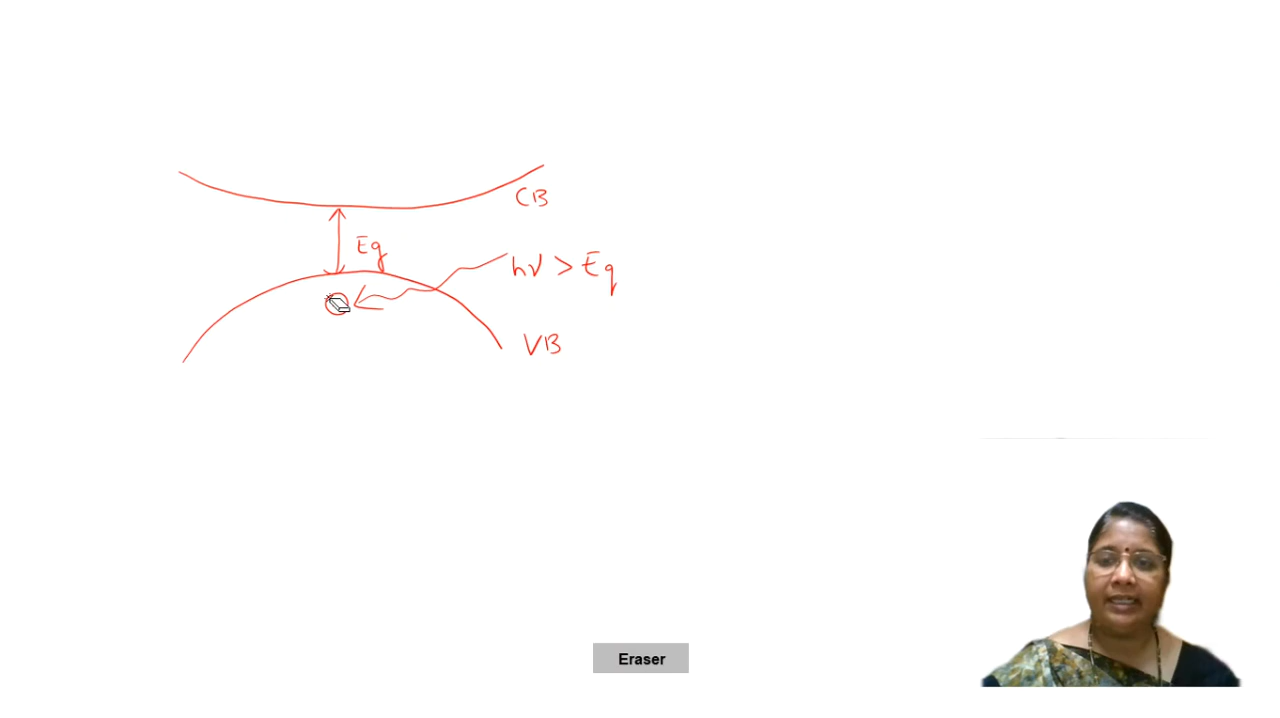 CB
Eg
hν > Eg
VB
Eraser